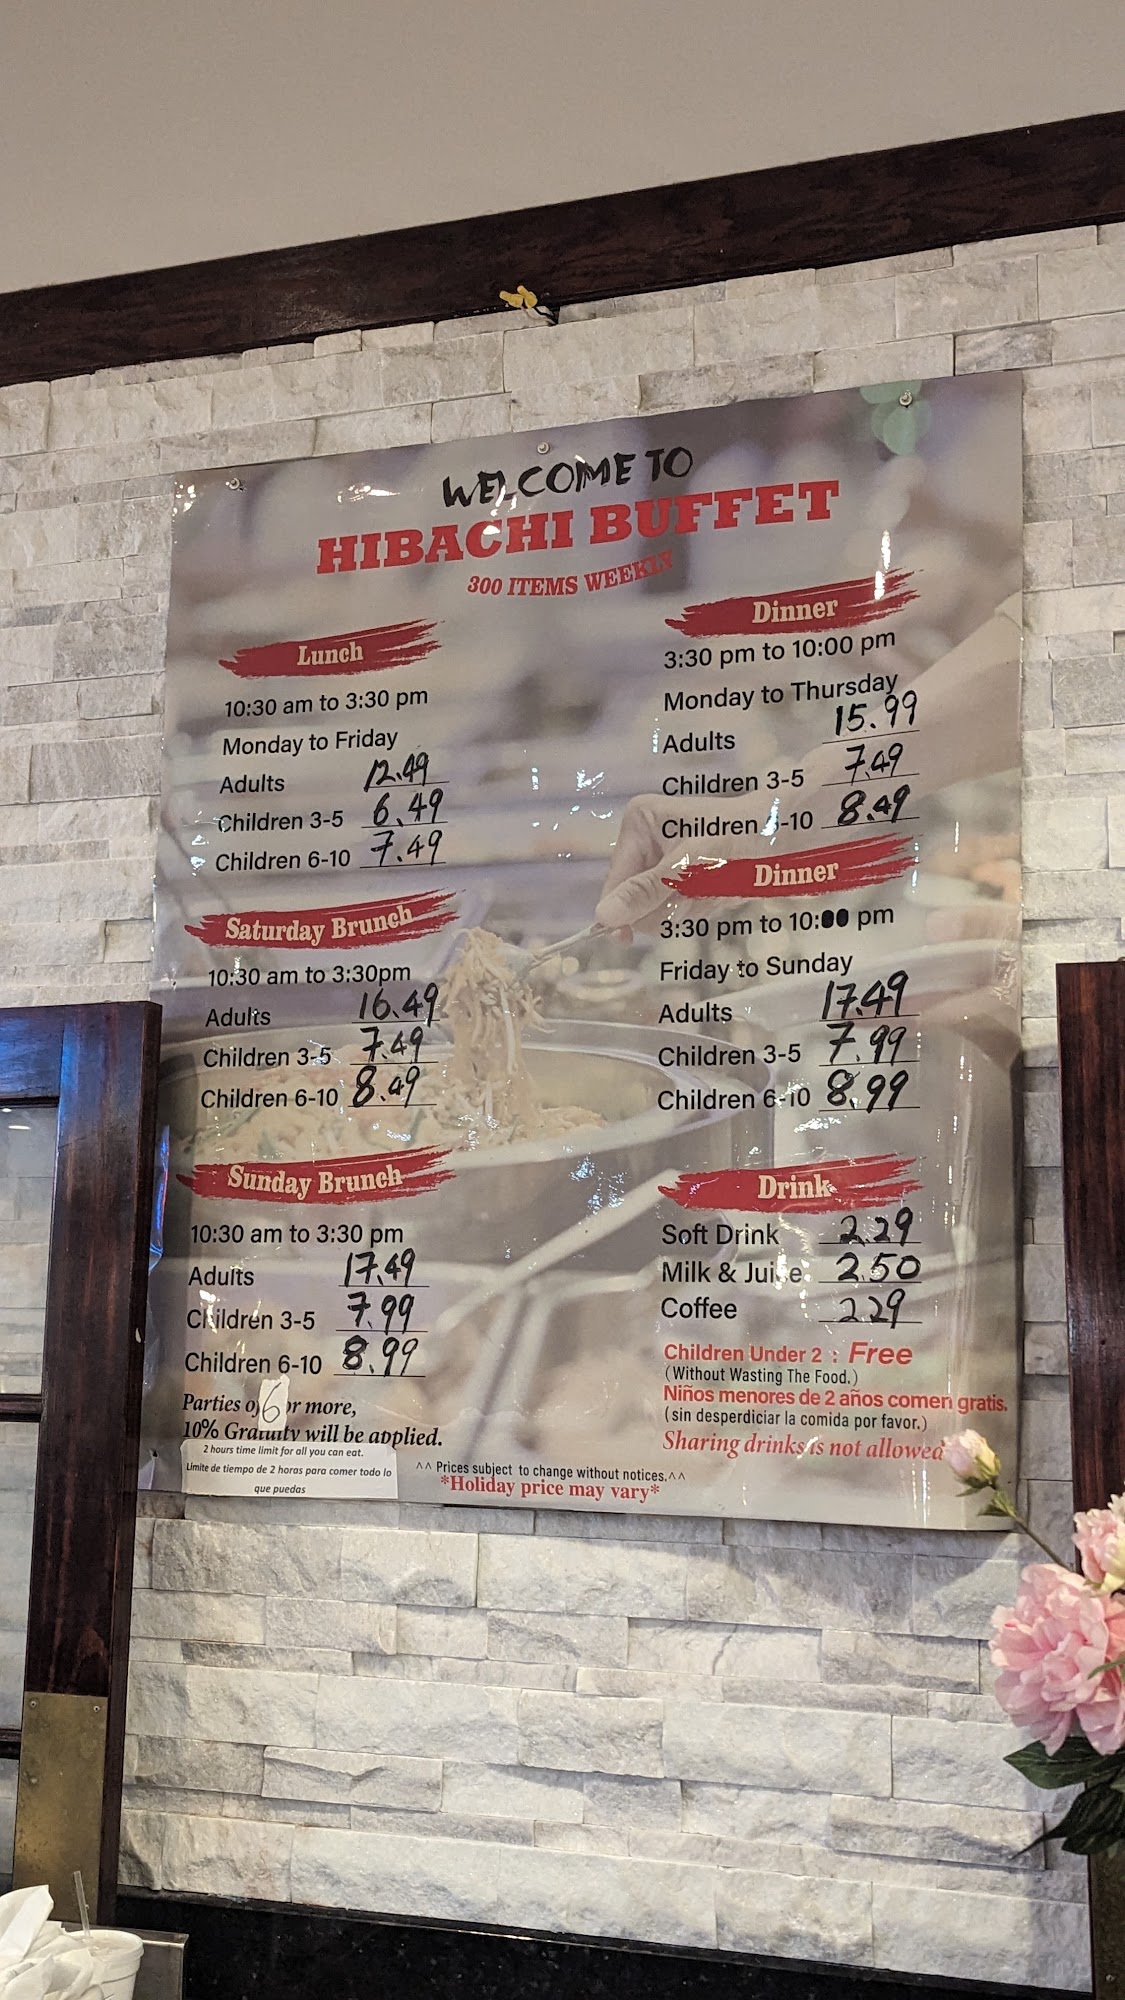 WELCOME TO
HIBACHI BUFFET
300 ITEMS WEEKLY
Lunch
10:30 am to 3:30 pm
Monday to Friday
Adults 12.49
Children 3-5 6.49
Children 6-10 7.49
Saturday Brunch
10:30 am to 3:30pm
Adults 16.49
Children 3-5 7.49
Children 6-10 8.49
Sunday Brunch
10:30 am to 3:30 pm
Adults 17.49
Children 3-5 7.99
Children 6-10 8.99
Parties of 6 or more,
10% Gratuity will be applied.
2 hours time limit for all you can eat.
Limite de tiempo de 2 horas para comer todo lo
que puedas
Dinner
3:30 pm to 10:00 pm
Monday to Thursday
Adults 15.99
Children 3-5 7.49
Children 6-10 8.49
Dinner
3:30 pm to 10:00 pm
Friday to Sunday
Adults 17.49
Children 3-5 7.99
Children 6-10 8.99
Drink
Soft Drink 2.29
Milk & Juice 2.50
Coffee 2.29
Children Under 2 : Free
(Without Wasting The Food.)
Niños menores de 2 años comen gratis.
(sin desperdiciar la comida por favor.)
Sharing drinks is not allowed
^^ Prices subject to change without notices.^^
*Holiday price may vary*